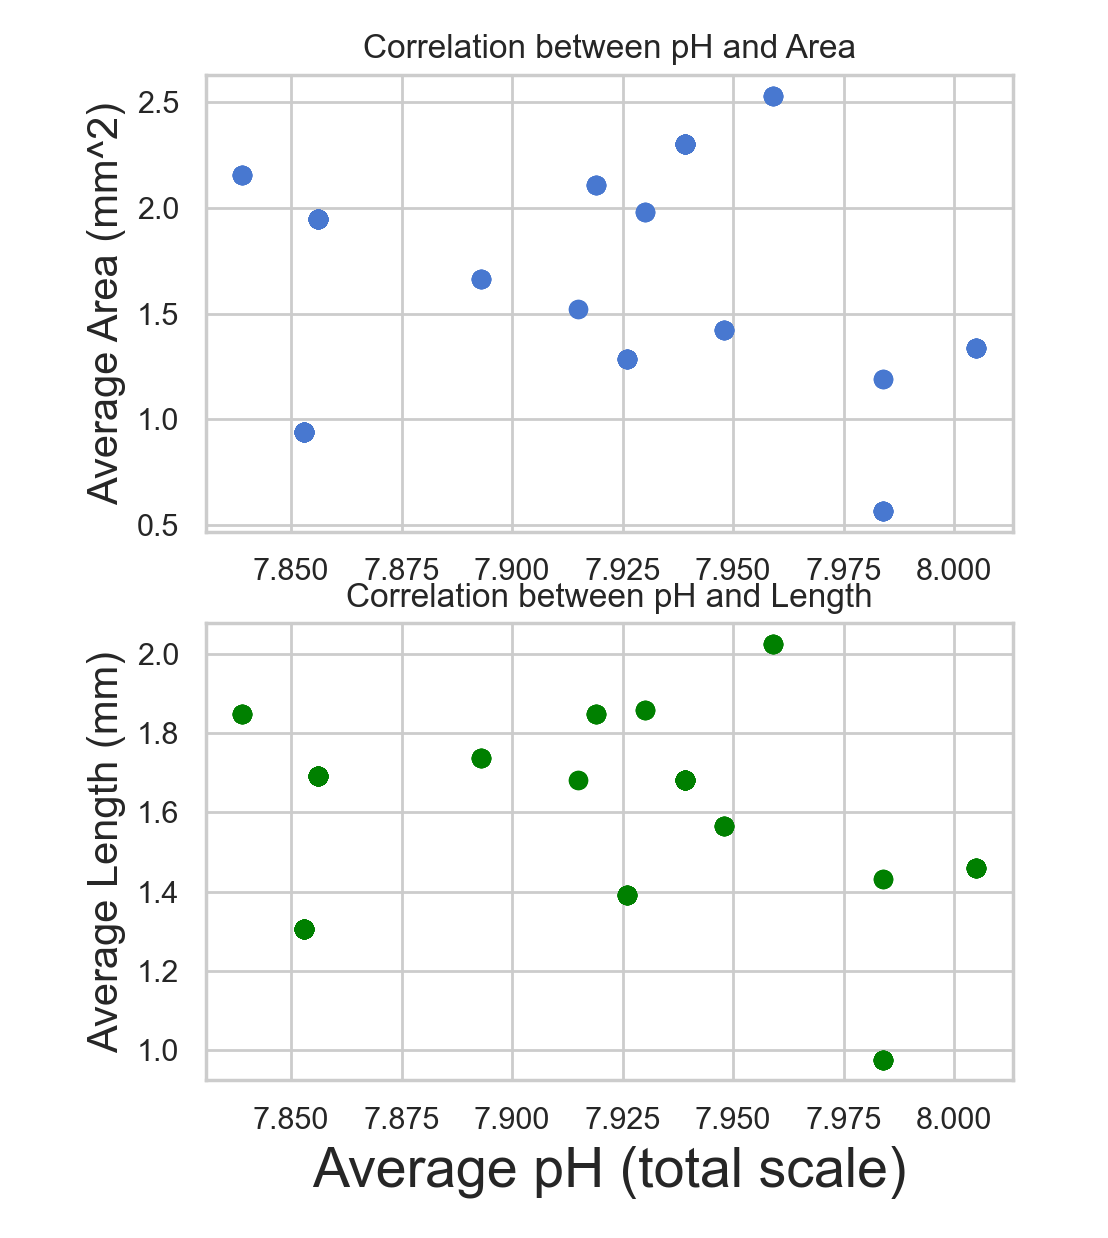 Correlation between pH and Area
Average Area (mm^2)
2.5
2.0
1.5
1.0
0.5
7.850 7.875 7.900 7.925 7.950 7.975 8.000
Correlation between pH and Length
Average Length (mm)
2.0
1.8
1.6
1.4
1.2
1.0
7.850 7.875 7.900 7.925 7.950 7.975 8.000
Average pH (total scale)